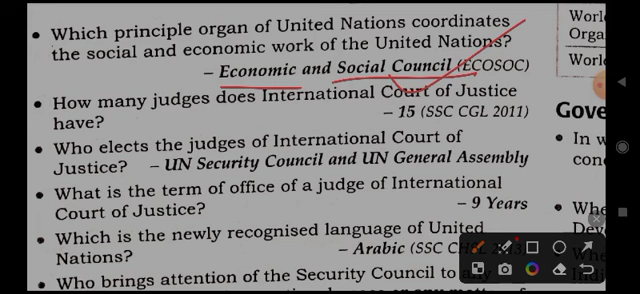 • Which principle organ of United Nations coordinates
the social and economic work of the United Nations?
– Economic and Social Council (ECOSOC)
• How many judges does International Court of Justice
have?
– 15 (SSC CGL 2011)
• Who elects the judges of International Court of
Justice? – UN Security Council and UN General Assembly
• What is the term of office of a judge of International
Court of Justice?
– 9 Years
• Which is the newly recognised language of United
Nations?
– Arabic (SSC
• Who brings attention of the Security Council to any
Worl
Orga
Worl
Gove
• In w
con
• Whe
Dev
Whe
Indi